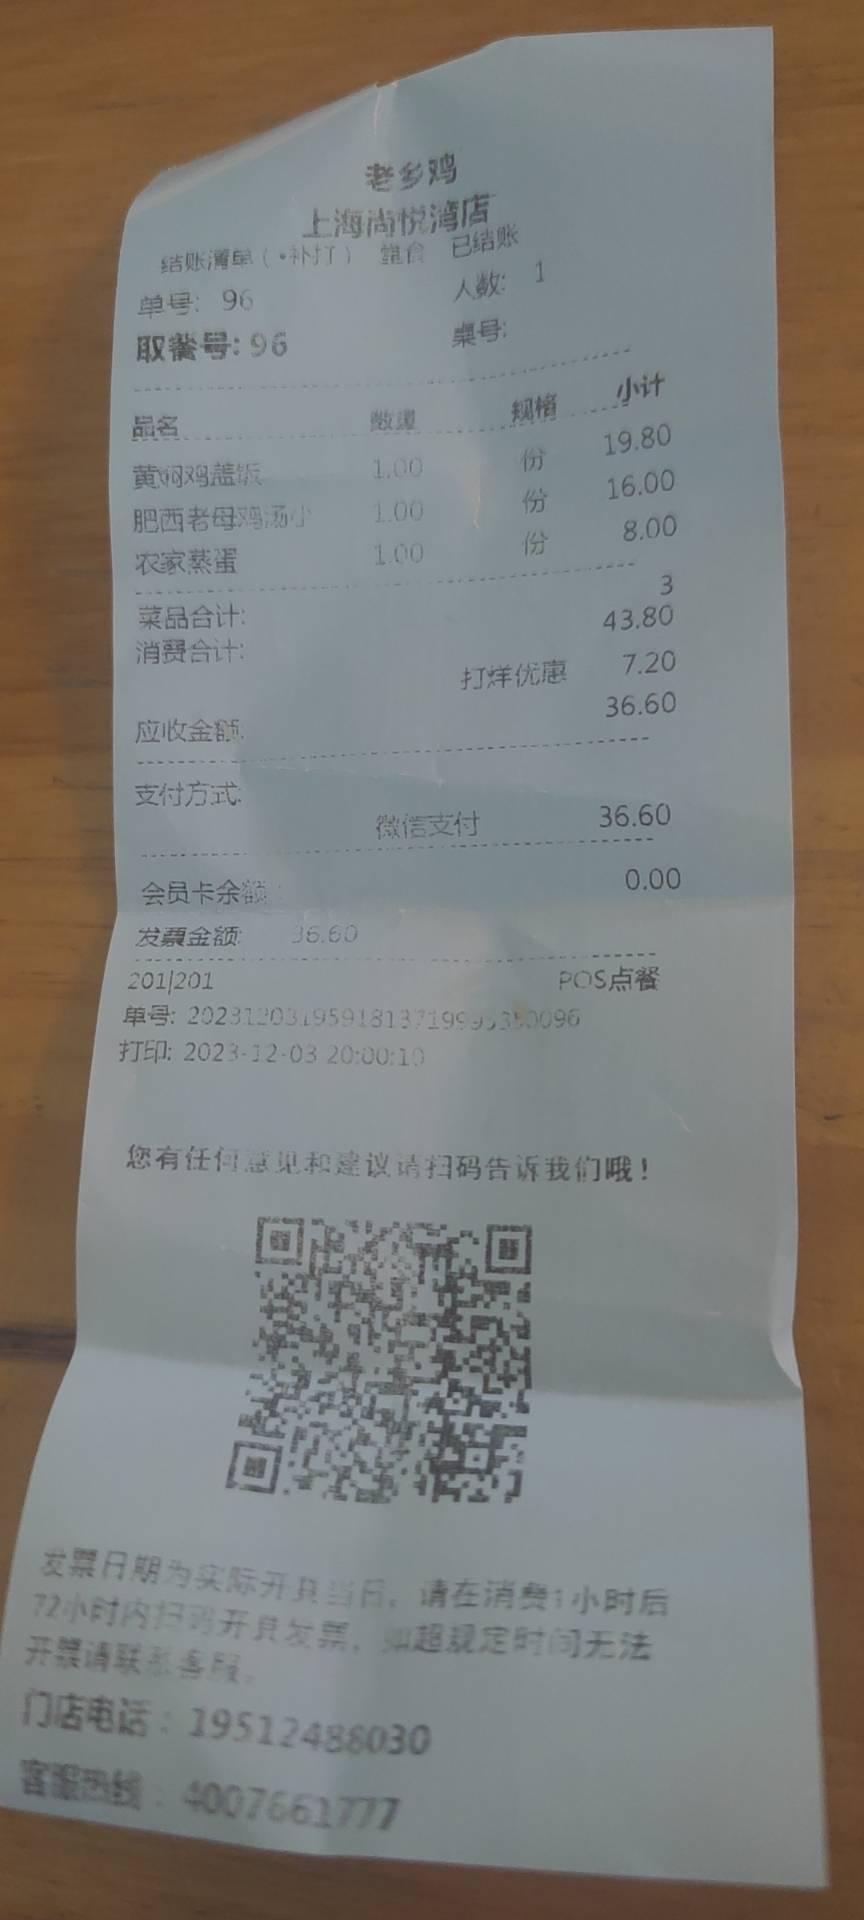 老乡鸡
上海尚悦湾店
结账清单(*补打) 堂食 已结账
单号: 96 人数: 1
取餐号: 96 桌号:
品名 数量 规格 小计
黄焖鸡盖饭 1.00 份 19.80
肥西老母鸡汤小 1.00 份 16.00
农家蒸蛋 1.00 份 8.00
菜品合计: 3
消费合计: 43.80
打烊优惠 7.20
应收金额: 36.60
支付方式:
微信支付 36.60
会员卡余额: 0.00
发票金额: 36.60
201|201 POS点餐
单号:
打印: 2023-12-03 20:00:10
您有任何意见和建议请扫码告诉我们哦!
发票日期为实际开具当日，请在消费1小时后
72小时内扫码开具发票，如超规定时间无法
开票请联系客服。
门店电话：19512488030
客服热线：4007661777